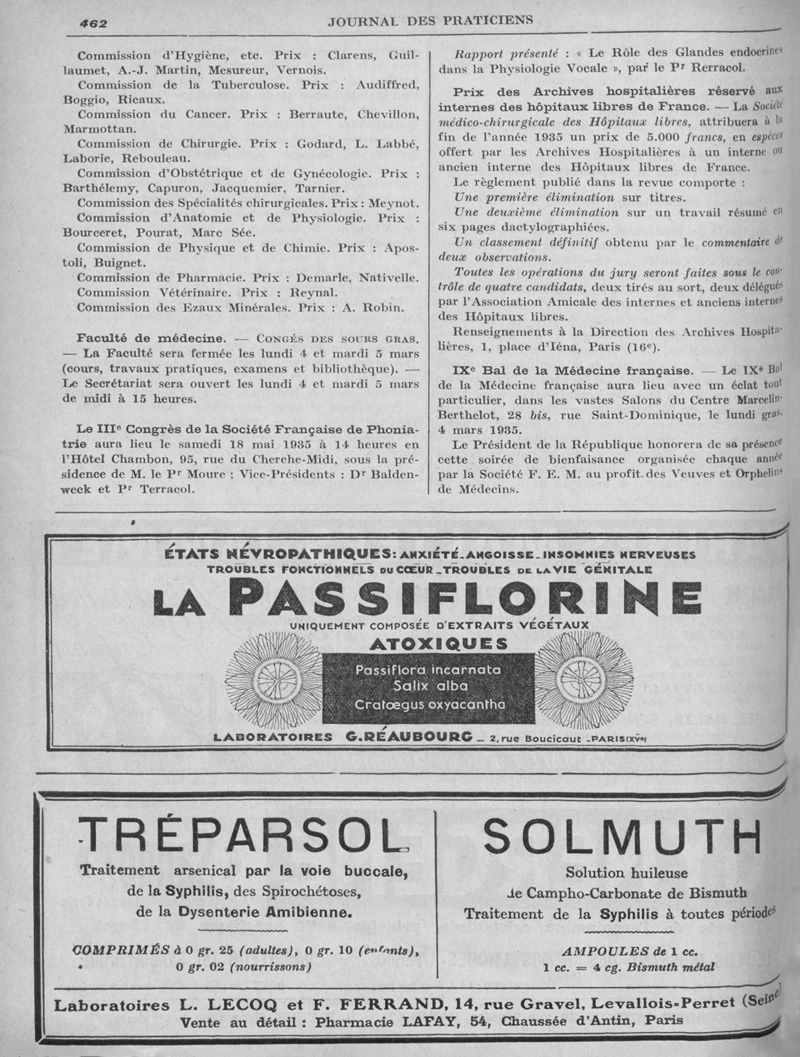 462
JOURNAL DES PRATICIENS
Commission d'Hygiène, etc. Prix : Clarens, Guil-
laumet, A.-J. Martin, Mesureur, Vernois.
Commission de la Tuberculose. Prix : Audiffred,
Boggio, Ricaux.
Commission du Cancer. Prix : Berraute, Chevillon,
Marmottan.
Commission de Chirurgie. Prix : Godard, L. Labbé,
Laborie, Rebouleau.
Commission d'Obstétrique et de Gynécologie. Prix :
Barthélemy, Capuron, Jacquemier, Tarnier.
Commission des Spécialités chirurgicales. Prix : Meynot.
Commission d'Anatomie et de Physiologie. Prix :
Bourceret, Pourat, Marc Sée.
Commission de Physique et de Chimie. Prix : Apos-
toli, Buignet.
Commission de Pharmacie. Prix : Demarle, Nativelle.
Commission Vétérinaire. Prix : Reynal.
Commission des Ezaux Minérales. Prix : A. Robin.
Faculté de médecine. — CONGÉS DES SOURS GRAS.
— La Faculté sera fermée les lundi 4 et mardi 5 mars
(cours, travaux pratiques, examens et bibliothèque). —
Le Secrétariat sera ouvert les lundi 4 et mardi 5 mars
de midi à 15 heures.
Le IIIe Congrès de la Société Française de Phonia-
trie aura lieu le samedi 18 mai 1935 à 14 heures en
l'Hôtel Chambon, 95, rue du Cherche-Midi, sous la pré-
sidence de M. le Pr Moure ; Vice-Présidents : Dr Balden-
weck et Pr Terracol.
Rapport présenté : « Le Rôle des Glandes endocrines
dans la Physiologie Vocale », par le Pr Rerracol.
Prix des Archives hospitalières réservé aux
internes des hôpitaux libres de France. — La Société
médico-chirurgicale des Hôpitaux libres, attribuera à la
fin de l'année 1935 un prix de 5.000 francs, en espèces
offert par les Archives Hospitalières à un interne ou
ancien interne des Hôpitaux libres de France.
Le règlement publié dans la revue comporte :
Une première élimination sur titres.
Une deuxième élimination sur un travail résumé en
six pages dactylographiées.
Un classement définitif obtenu par le commentaire de
deux observations.
Toutes les opérations du jury seront faites sous le con-
trôle de quatre candidats, deux tirés au sort, deux délégués
par l'Association Amicale des internes et anciens internes
des Hôpitaux libres.
Renseignements à la Direction des Archives Hospita-
lières, 1, place d'Iéna, Paris (16e).
IXe Bal de la Médecine française. — Le IXe Bal
de la Médecine française aura lieu avec un éclat tout
particulier, dans les vastes Salons du Centre Marcelin-
Berthelot, 28 bis, rue Saint-Dominique, le lundi gras.
4 mars 1935.
Le Président de la République honorera de sa présence
cette soirée de bienfaisance organisée chaque année
par la Société F. E. M. au profit des Veuves et Orphelins
de Médecins.
ÉTATS NÉVROPATHIQUES: ANXIÉTÉ_ANGOISSE_INSOMNIES NERVEUSES
TROUBLES FONCTIONNELS DU CŒUR_TROUBLES DE LA VIE GÉNITALE
LA PASSIFLORINE
UNIQUEMENT COMPOSÉE D'EXTRAITS VÉGÉTAUX
ATOXIQUES
Passiflora incarnata
Salix alba
Cratœgus oxyacantha
LABORATOIRES G.RÉAUBOURG _ 2, rue Boucicaut _PARIS(XVe)
TRÉPARSOL
Traitement arsenical par la voie buccale,
de la Syphilis, des Spirochétoses,
de la Dysenterie Amibienne.
COMPRIMÉS à 0 gr. 25 (adultes), 0 gr. 10 (enfants),
0 gr. 02 (nourrissons)
SOLMUTH
Solution huileuse
de Campho-Carbonate de Bismuth
Traitement de la Syphilis à toutes périodes
AMPOULES de 1 cc.
1 cc. = 4 cg. Bismuth métal
Laboratoires L. LECOQ et F. FERRAND, 14, rue Gravel, Levallois-Perret (Seine)
Vente au détail : Pharmacie LAFAY, 54, Chaussée d'Antin, Paris